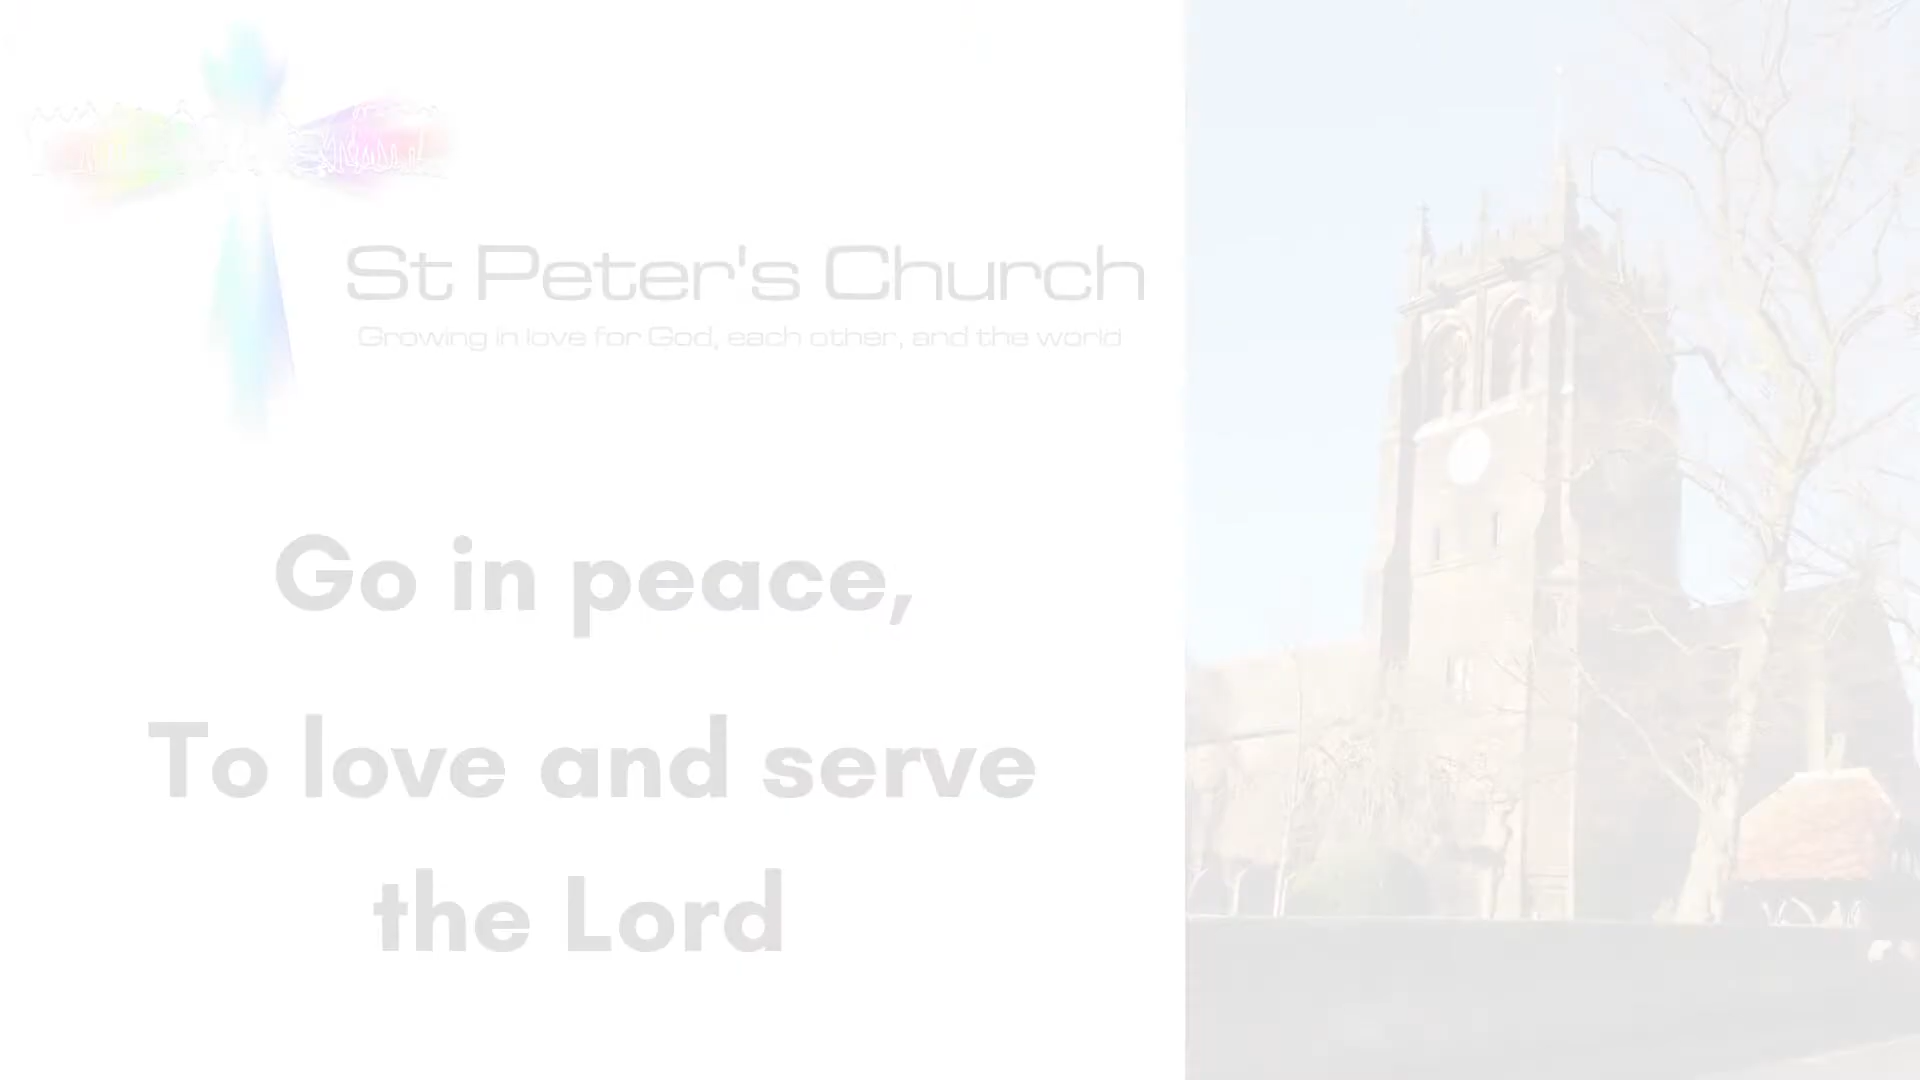 St Peter's Church
Growing in love for God, each other, and the world
Go in peace,
To love and serve
the Lord